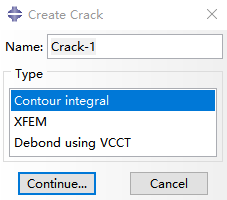 Create Crack
Name: Crack-1
Type
Contour integral
XFEM
Debond using VCCT
Continue... Cancel